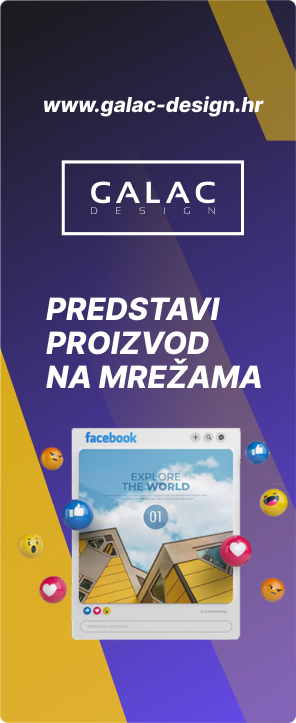 www.galac-design.hr
GALAC
DESIGN
PREDSTAVI
PROIZVOD
NA MREŽAMA
facebook
EXPLORE
THE WORLD
01